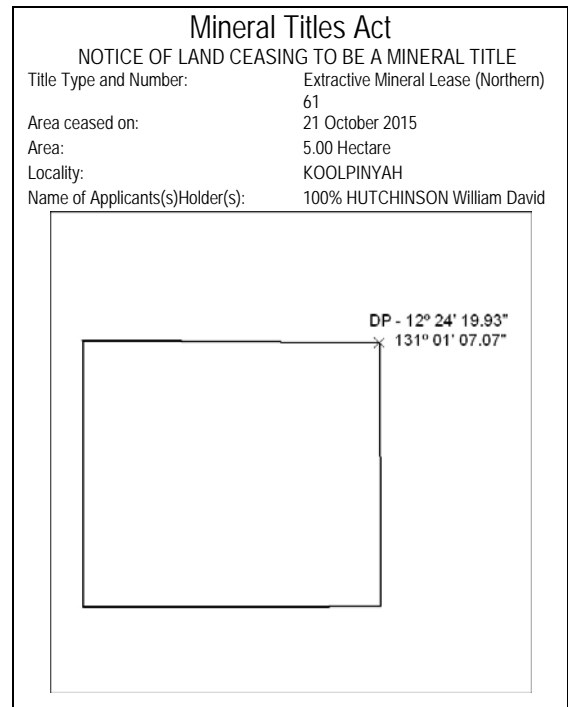 Mineral Titles Act
NOTICE OF LAND CEASING TO BE A MINERAL TITLE
Title Type and Number: Extractive Mineral Lease (Northern)
61
Area ceased on: 21 October 2015
Area: 5.00 Hectare
Locality: KOOLPINYAH
Name of Applicants(s)Holder(s): 100% HUTCHINSON William David
DP - 12º 24' 19.93"
131º 01' 07.07"